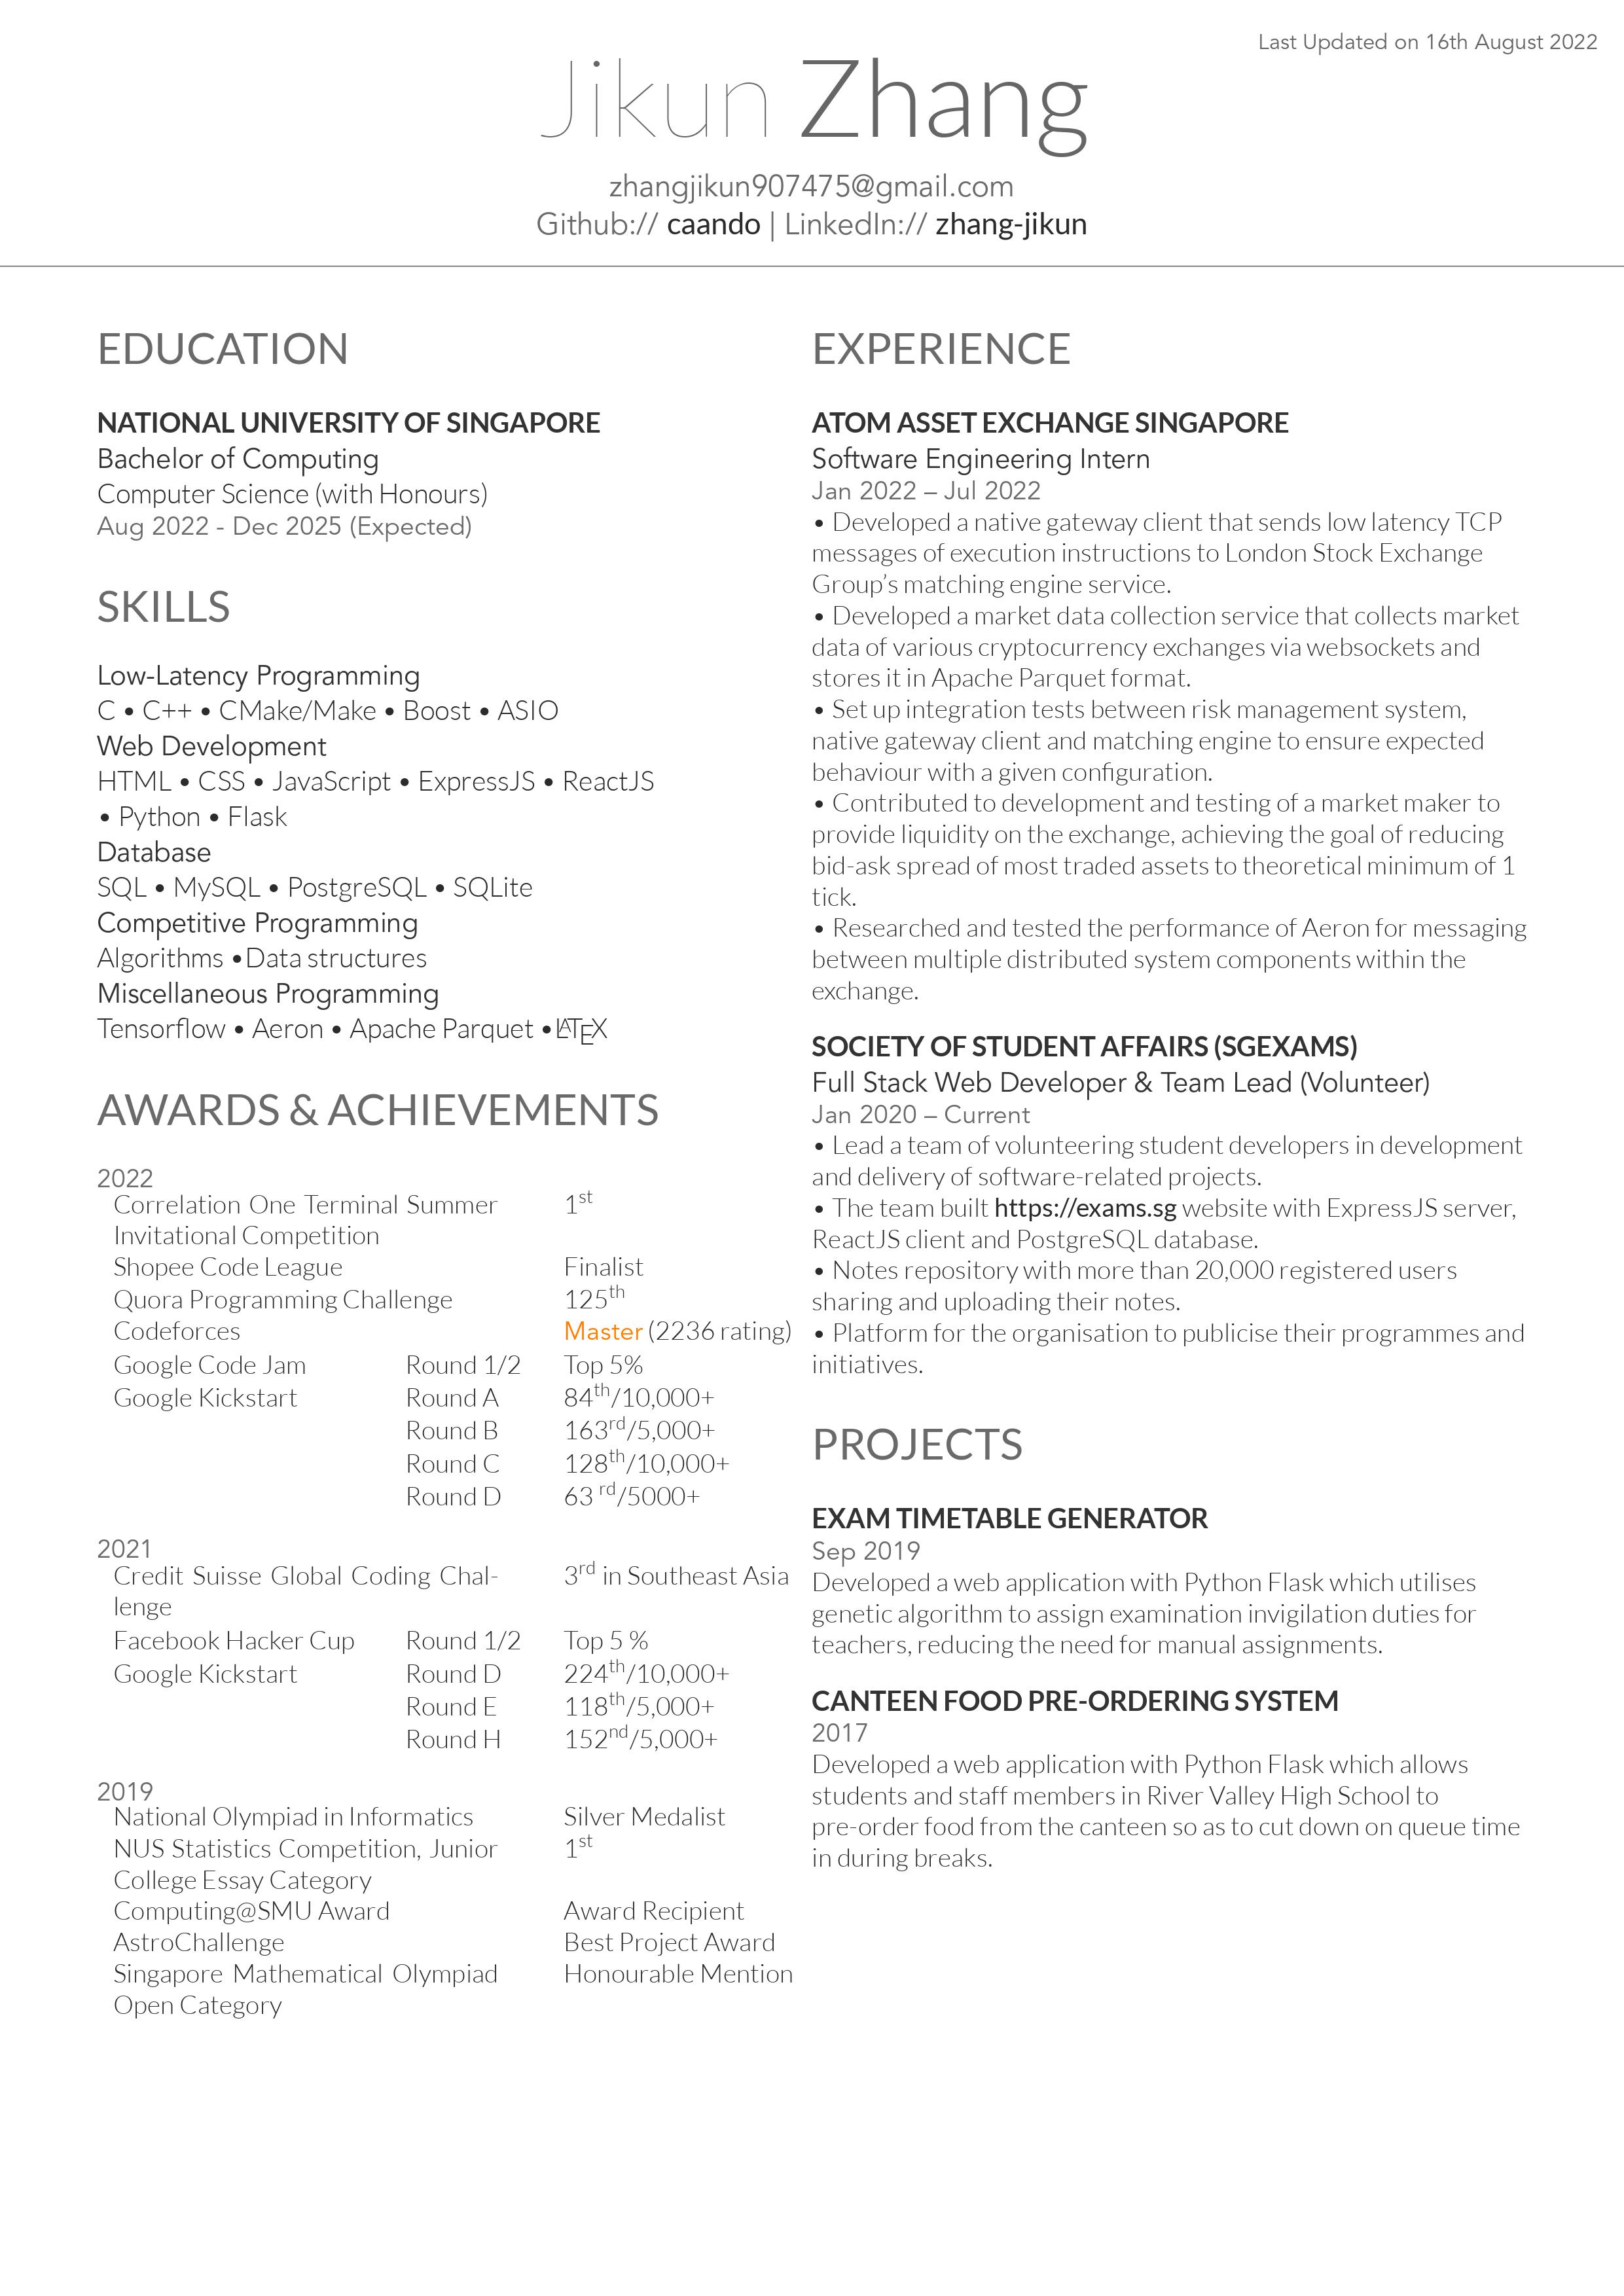 Last Updated on 16th August 2022
Jikun Zhang
zhangjikun907475@gmail.com
Github:// caando | LinkedIn:// zhang-jikun
EDUCATION
NATIONAL UNIVERSITY OF SINGAPORE
Bachelor of Computing
Computer Science (with Honours)
Aug 2022 - Dec 2025 (Expected)
SKILLS
Low-Latency Programming
C • C++ • CMake/Make • Boost • ASIO
Web Development
HTML • CSS • JavaScript • ExpressJS • ReactJS
• Python • Flask
Database
SQL • MySQL • PostgreSQL • SQLite
Competitive Programming
Algorithms •Data structures
Miscellaneous Programming
Tensorflow • Aeron • Apache Parquet •LATEX
AWARDS & ACHIEVEMENTS
2022
Correlation One Terminal Summer 1st
Invitational Competition
Shopee Code League Finalist
Quora Programming Challenge 125th
Codeforces Master (2236 rating)
Google Code Jam Round 1/2 Top 5%
Google Kickstart Round A 84th/10,000+
Round B 163rd/5,000+
Round C 128th/10,000+
Round D 63 rd/5000+
2021
Credit Suisse Global Coding Chal- 3rd in Southeast Asia
lenge
Facebook Hacker Cup Round 1/2 Top 5 %
Google Kickstart Round D 224th/10,000+
Round E 118th/5,000+
Round H 152nd/5,000+
2019
National Olympiad in Informatics Silver Medalist
NUS Statistics Competition, Junior 1st
College Essay Category
Computing@SMU Award Award Recipient
AstroChallenge Best Project Award
Singapore Mathematical Olympiad Honourable Mention
Open Category
EXPERIENCE
ATOM ASSET EXCHANGE SINGAPORE
Software Engineering Intern
Jan 2022 – Jul 2022
• Developed a native gateway client that sends low latency TCP
messages of execution instructions to London Stock Exchange
Group’s matching engine service.
• Developed a market data collection service that collects market
data of various cryptocurrency exchanges via websockets and
stores it in Apache Parquet format.
• Set up integration tests between risk management system,
native gateway client and matching engine to ensure expected
behaviour with a given configuration.
• Contributed to development and testing of a market maker to
provide liquidity on the exchange, achieving the goal of reducing
bid-ask spread of most traded assets to theoretical minimum of 1
tick.
• Researched and tested the performance of Aeron for messaging
between multiple distributed system components within the
exchange.
SOCIETY OF STUDENT AFFAIRS (SGEXAMS)
Full Stack Web Developer & Team Lead (Volunteer)
Jan 2020 – Current
• Lead a team of volunteering student developers in development
and delivery of software-related projects.
• The team built https://exams.sg website with ExpressJS server,
ReactJS client and PostgreSQL database.
• Notes repository with more than 20,000 registered users
sharing and uploading their notes.
• Platform for the organisation to publicise their programmes and
initiatives.
PROJECTS
EXAM TIMETABLE GENERATOR
Sep 2019
Developed a web application with Python Flask which utilises
genetic algorithm to assign examination invigilation duties for
teachers, reducing the need for manual assignments.
CANTEEN FOOD PRE-ORDERING SYSTEM
2017
Developed a web application with Python Flask which allows
students and staff members in River Valley High School to
pre-order food from the canteen so as to cut down on queue time
in during breaks.